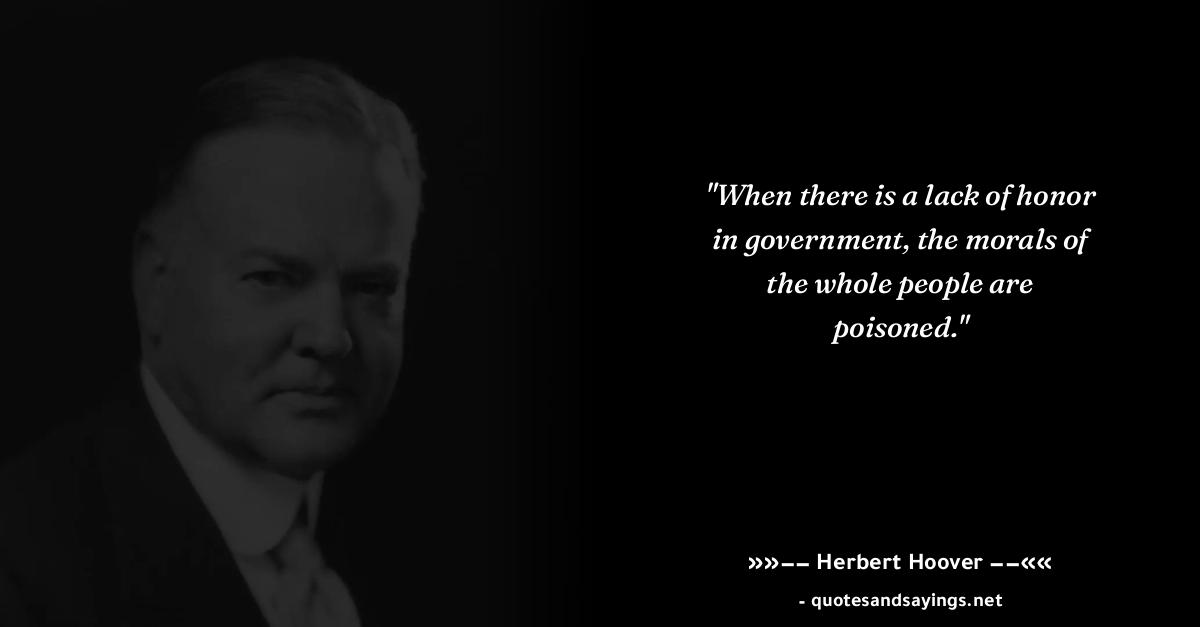 "When there is a lack of honor
in government, the morals of
the whole people are
poisoned."
»»−− Herbert Hoover −−««
- quotesandsayings.net